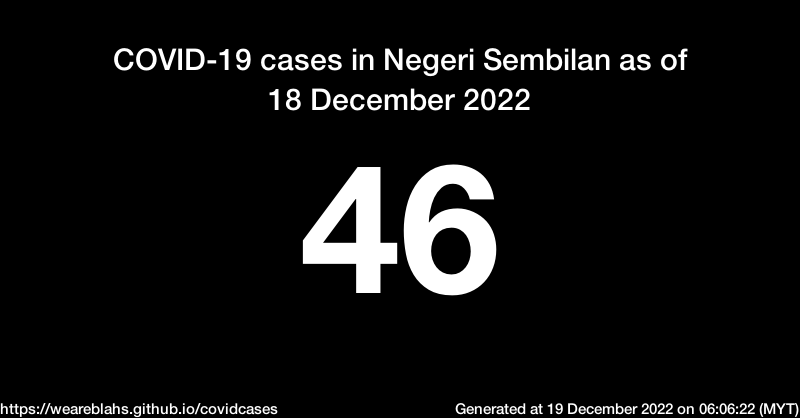 COVID-19 cases in Negeri Sembilan as of
18 December 2022
46
https://weareblahs.github.io/covidcases
Generated at 19 December 2022 on 06:06:22 (MYT)